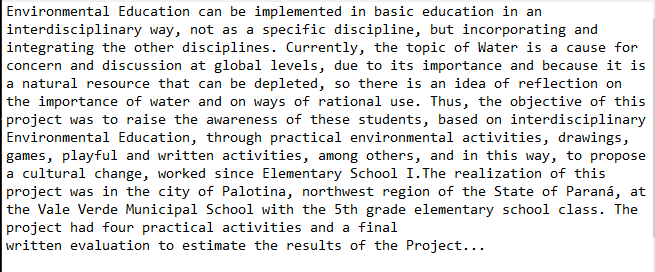 Environmental Education can be implemented in basic education in an
interdisciplinary way, not as a specific discipline, but incorporating and
integrating the other disciplines. Currently, the topic of Water is a cause for
concern and discussion at global levels, due to its importance and because it is
a natural resource that can be depleted, so there is an idea of reflection on
the importance of water and on ways of rational use. Thus, the objective of this
project was to raise the awareness of these students, based on interdisciplinary
Environmental Education, through practical environmental activities, drawings,
games, playful and written activities, among others, and in this way, to propose
a cultural change, worked since Elementary School I.The realization of this
project was in the city of Palotina, northwest region of the State of Paraná, at
the Vale Verde Municipal School with the 5th grade elementary school class. The
project had four practical activities and a final
written evaluation to estimate the results of the Project...